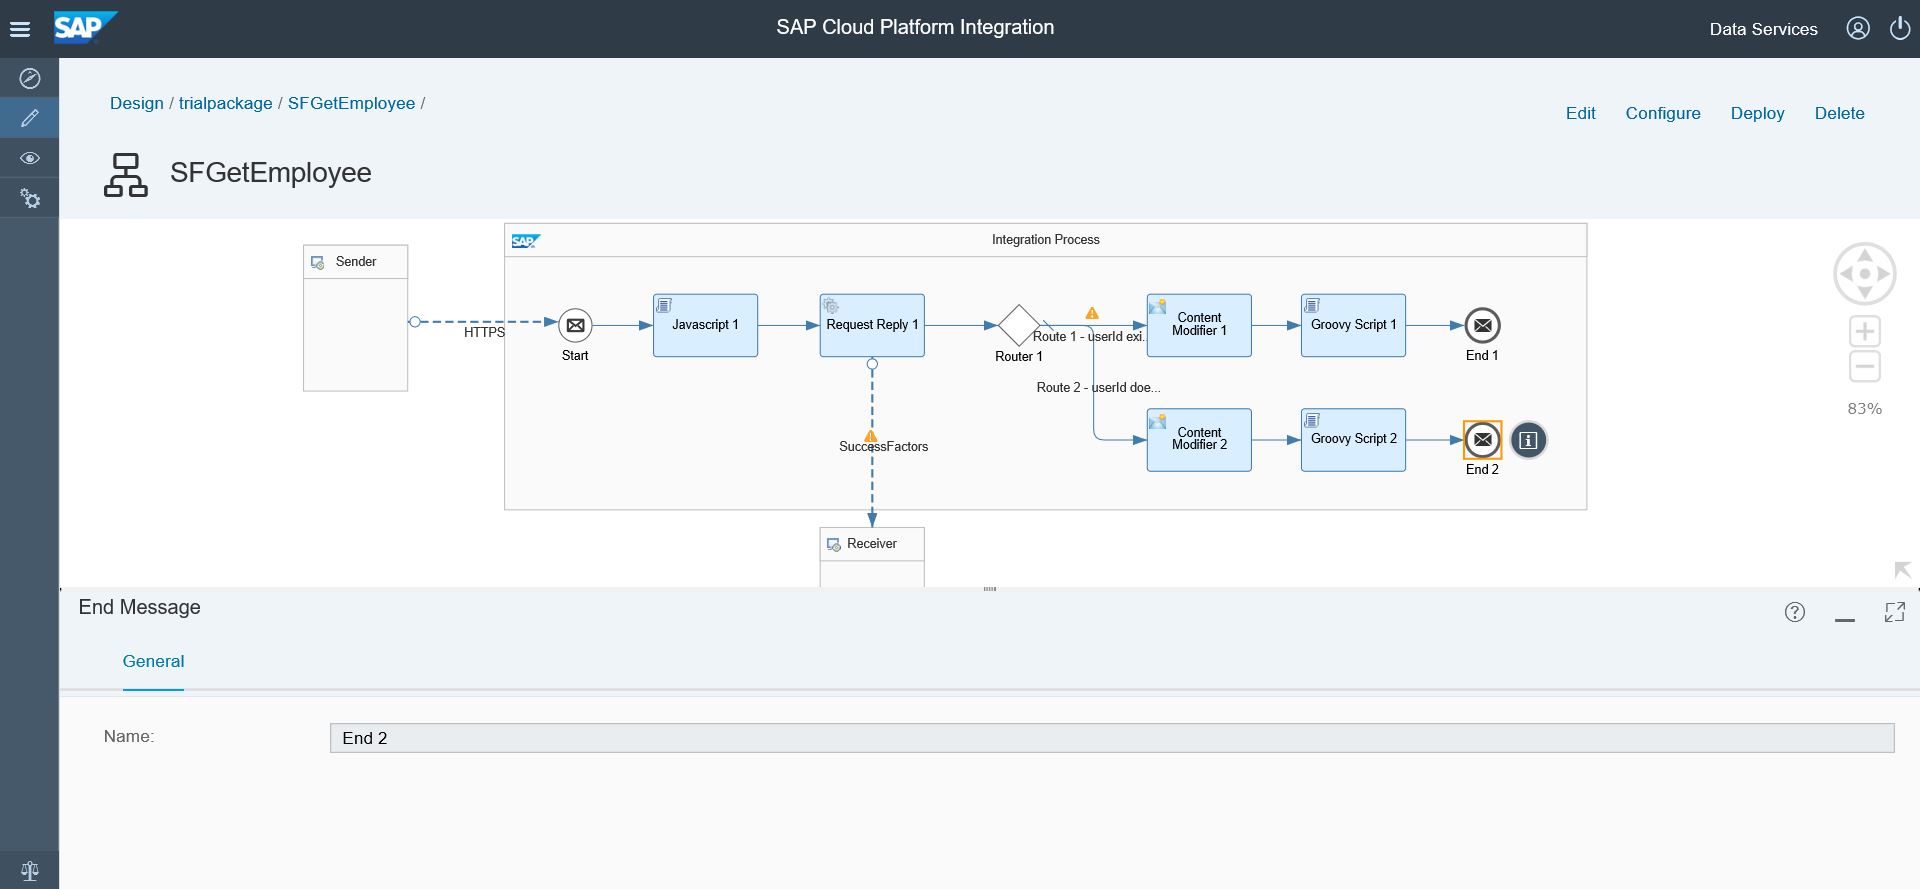 SAP
SAP Cloud Platform Integration
Data Services
Design / trialpackage / SFGetEmployee /
Edit
Configure
Deploy
Delete
SFGetEmployee
SAP
Integration Process
Sender
HTTPS
Start
Javascript 1
Request Reply 1
Router 1
Route 1 - userId exi...
Content
Modifier 1
Groovy Script 1
End 1
Route 2 - userId doe...
83%
SuccessFactors
Content
Modifier 2
Groovy Script 2
End 2
Receiver
End Message
General
Name:
End 2